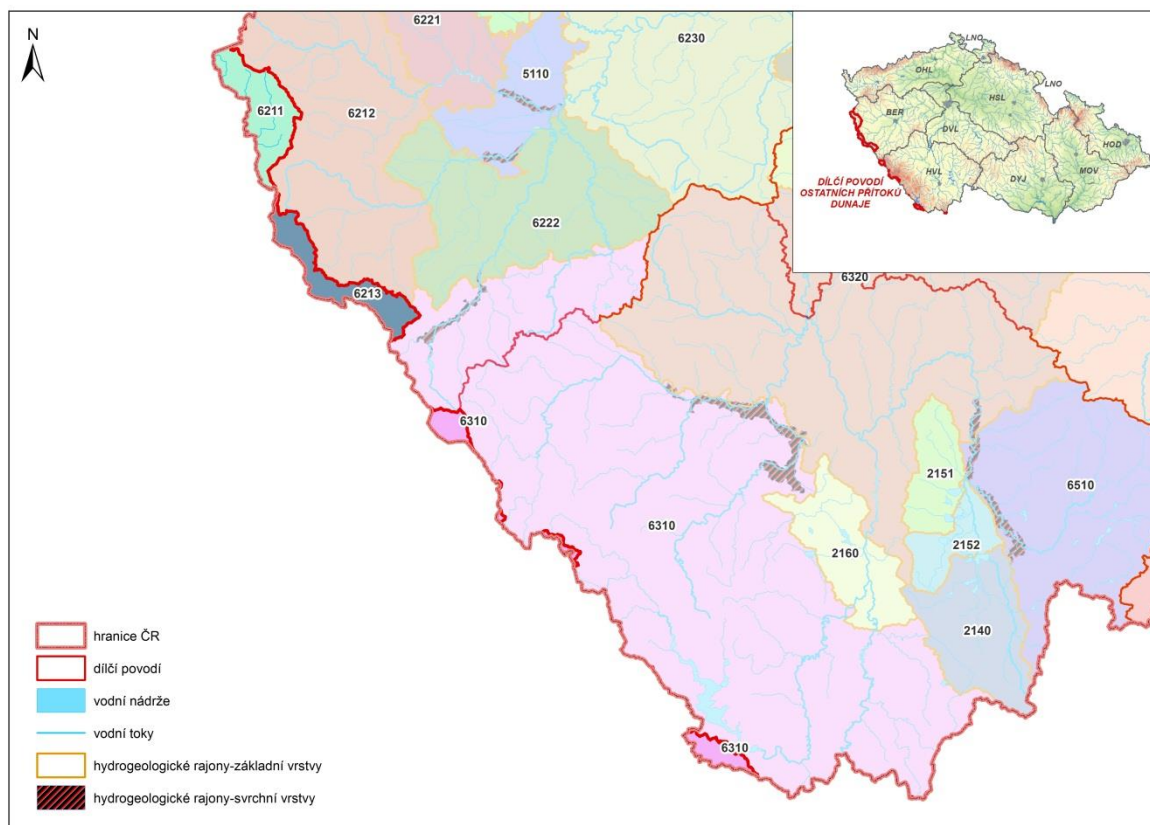 N
6221
6230
5110
6211
6212
6222
6213
6320
6310
6310
2151
6510
2160
2152
2140
6310
LNO
OHL
LNO
HSL
BER
DVL
HOD
HVL
DYJ
MOV
DÍLČÍ POVODÍ
OSTATNÍCH PŘÍTOKŮ
DUNAJE
hranice ČR
dílčí povodí
vodní nádrže
vodní toky
hydrogeologické rajony-základní vrstvy
hydrogeologické rajony-svrchní vrstvy